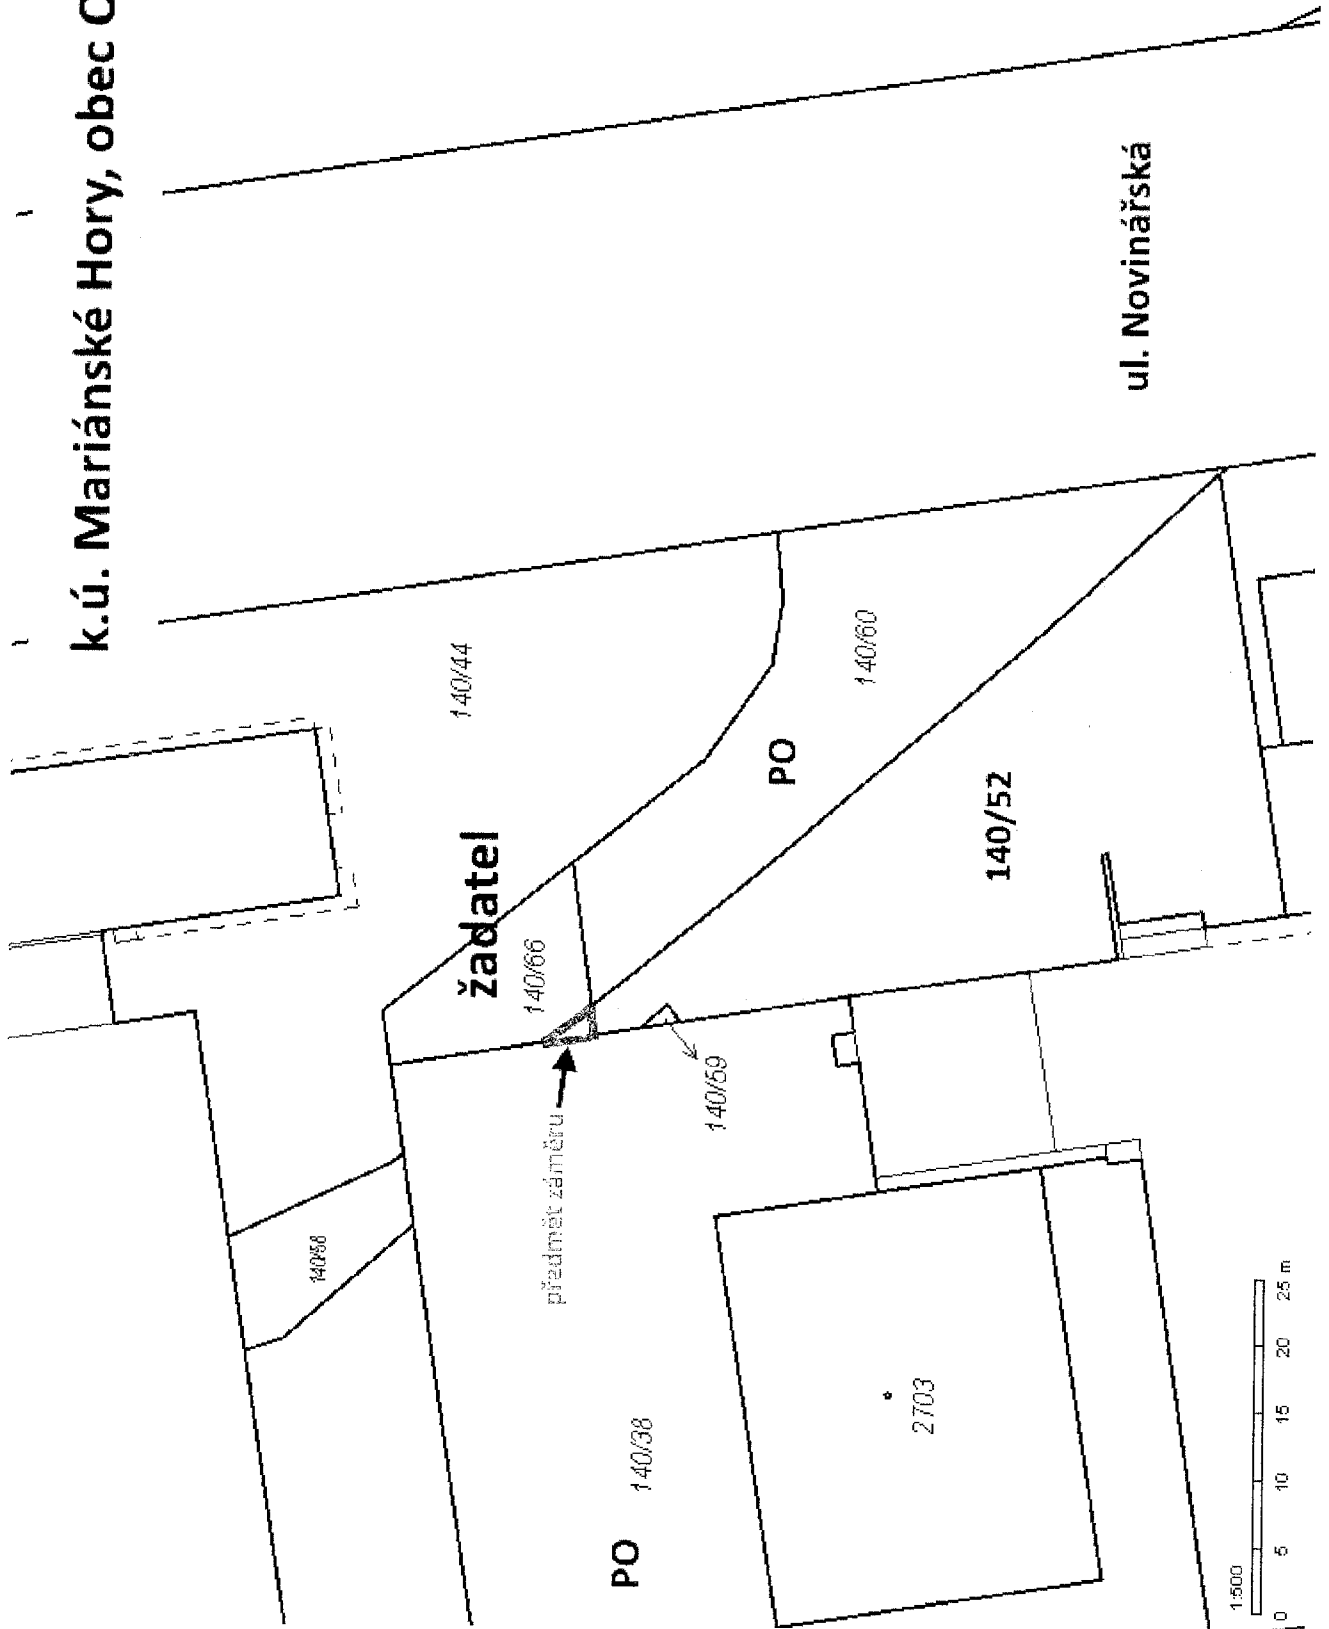 k.ú. Mariánské Hory, obec
ul. Novinářská
140/44
140/60
PO
žadatel
140/66
140/52
předmět záměru
140/59
140/58
140/38
PO
2703
1:500
0 5 10 15 20 25 m